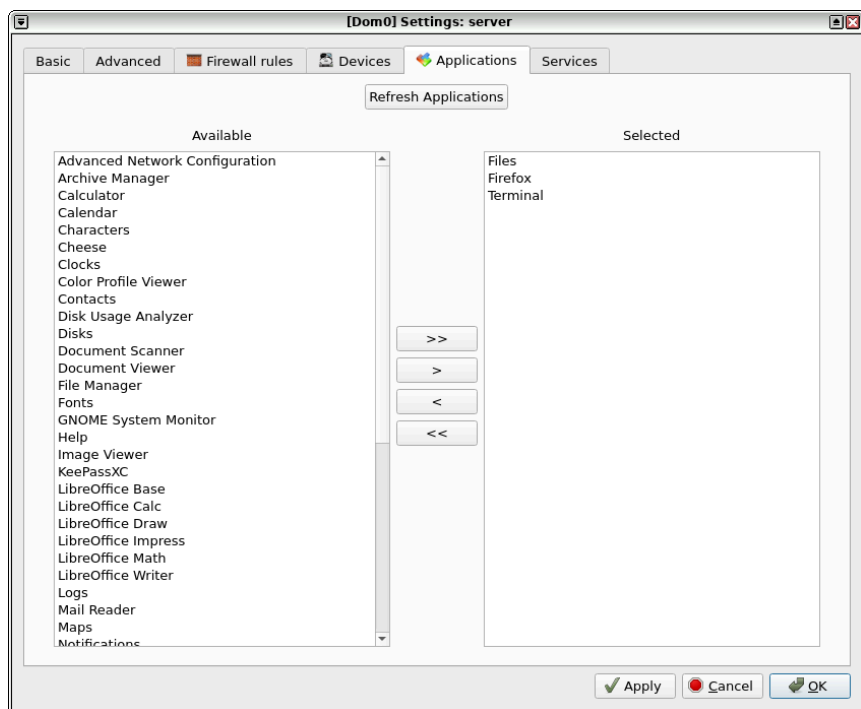 [Dom0] Settings: server
Basic
Advanced
Firewall rules
Devices
Applications
Services
Refresh Applications
Available
Selected
Advanced Network Configuration
Archive Manager
Calculator
Calendar
Characters
Cheese
Clocks
Color Profile Viewer
Contacts
Disk Usage Analyzer
Disks
Document Scanner
Document Viewer
File Manager
Fonts
GNOME System Monitor
Help
Image Viewer
KeePassXC
LibreOffice Base
LibreOffice Calc
LibreOffice Draw
LibreOffice Impress
LibreOffice Math
LibreOffice Writer
Logs
Mail Reader
Maps
Notifications
>>
>
<
<<
Files
Firefox
Terminal
Apply
Cancel
OK